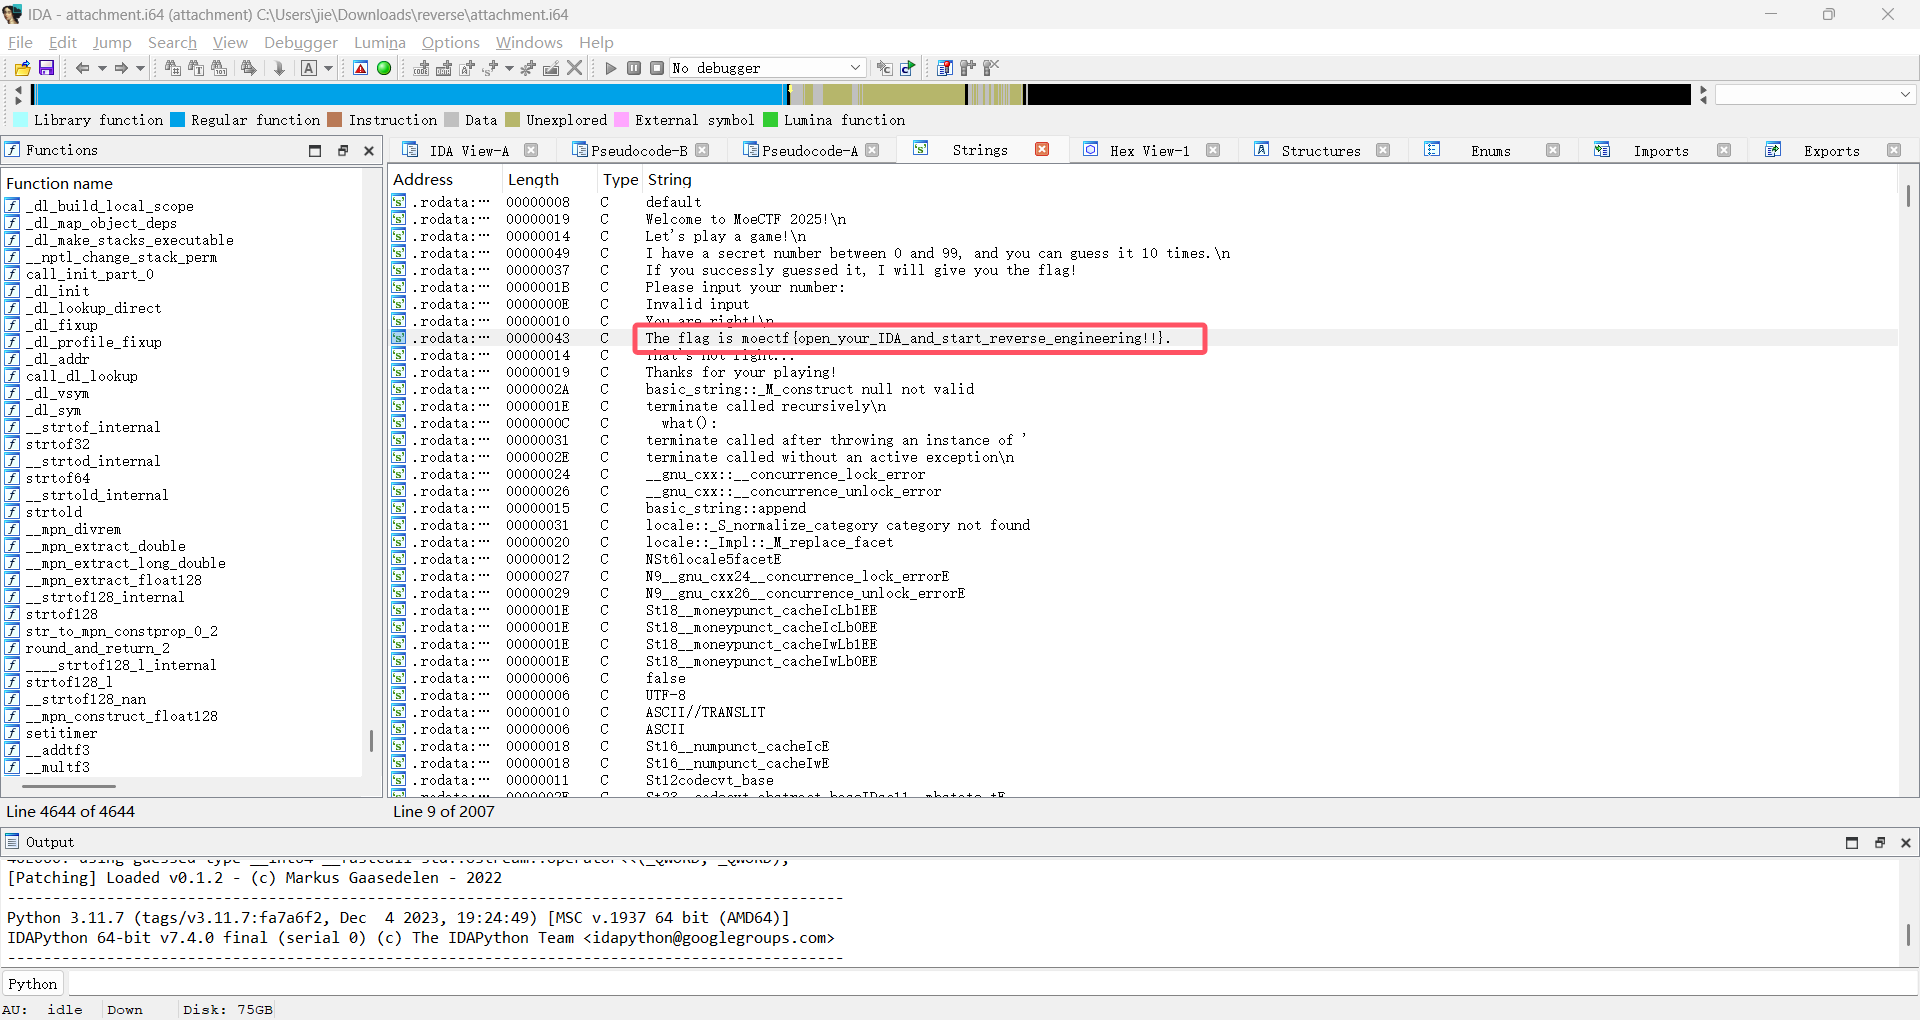 IDA - attachment.i64 (attachment) C:\Users\jie\Downloads\reverse\attachment.i64
File Edit Jump Search View Debugger Lumina Options Windows Help
No debugger
Library function Regular function Instruction Data Unexplored External symbol Lumina function
Functions
IDA View-A Pseudocode-B Pseudocode-A Strings Hex View-1 Structures Enums Imports Exports
Function name
_dl_build_local_scope
_dl_map_object_deps
_dl_make_stacks_executable
__nptl_change_stack_perm
call_init_part_0
_dl_init
_dl_lookup_direct
_dl_fixup
_dl_profile_fixup
_dl_addr
call_dl_lookup
_dl_vsym
_dl_sym
__strtof_internal
strtof32
__strtod_internal
strtof64
__strtold_internal
strtold
__mpn_divrem
__mpn_extract_double
__mpn_extract_long_double
__mpn_extract_float128
__strtof128_internal
strtof128
str_to_mpn_constprop_0_2
round_and_return_2
____strtof128_l_internal
strtof128_l
__strtof128_nan
__mpn_construct_float128
setitimer
__addtf3
__multf3
Line 4644 of 4644
Address Length Type String
.rodata:… 00000008 C default
.rodata:… 00000019 C Welcome to MoeCTF 2025!\n
.rodata:… 00000014 C Let's play a game!\n
.rodata:… 00000049 C I have a secret number between 0 and 99, and you can guess it 10 times.\n
.rodata:… 00000037 C If you successly guessed it, I will give you the flag!
.rodata:… 0000001B C Please input your number:
.rodata:… 0000000E C Invalid input
.rodata:… 00000010 C You are right!\n
.rodata:… 00000043 C The flag is moectf{open_your_IDA_and_start_reverse_engineering!!}.
.rodata:… 00000014 C That's not right...
.rodata:… 00000019 C Thanks for your playing!
.rodata:… 0000002A C basic_string::_M_construct null not valid
.rodata:… 0000001E C terminate called recursively\n
.rodata:… 0000000C C what():
.rodata:… 00000031 C terminate called after throwing an instance of '
.rodata:… 0000002E C terminate called without an active exception\n
.rodata:… 00000024 C __gnu_cxx::__concurrence_lock_error
.rodata:… 00000026 C __gnu_cxx::__concurrence_unlock_error
.rodata:… 00000015 C basic_string::append
.rodata:… 00000031 C locale::_S_normalize_category category not found
.rodata:… 00000020 C locale::_Impl::_M_replace_facet
.rodata:… 00000012 C NSt6locale5facetE
.rodata:… 00000027 C N9__gnu_cxx24__concurrence_lock_errorE
.rodata:… 00000029 C N9__gnu_cxx26__concurrence_unlock_errorE
.rodata:… 0000001E C St18__moneypunct_cacheIcLb1EE
.rodata:… 0000001E C St18__moneypunct_cacheIcLb0EE
.rodata:… 0000001E C St18__moneypunct_cacheIwLb1EE
.rodata:… 0000001E C St18__moneypunct_cacheIwLb0EE
.rodata:… 00000006 C false
.rodata:… 00000006 C UTF-8
.rodata:… 00000010 C ASCII//TRANSLIT
.rodata:… 00000006 C ASCII
.rodata:… 00000018 C St16__numpunct_cacheIcE
.rodata:… 00000018 C St16__numpunct_cacheIwE
.rodata:… 00000011 C St12codecvt_base
Line 9 of 2007
Output
[Patching] Loaded v0.1.2 - (c) Markus Gaasedelen - 2022
Python 3.11.7 (tags/v3.11.7:fa7a6f2, Dec 4 2023, 19:24:49) [MSC v.1937 64 bit (AMD64)]
IDAPython 64-bit v7.4.0 final (serial 0) (c) The IDAPython Team <idapython@googlegroups.com>
Python
AU: idle Down Disk: 75GB